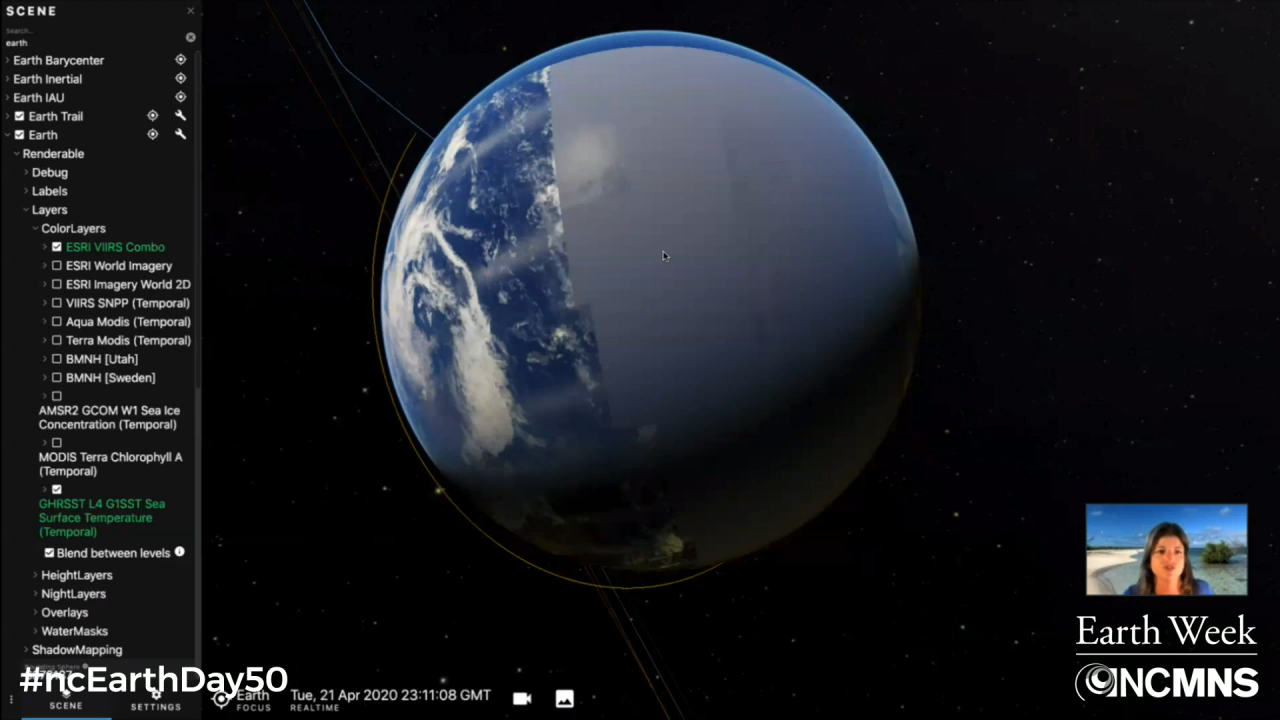 SCENE
Search...
earth
Earth Barycenter
Earth Inertial
Earth IAU
Earth Trail
Earth
Renderable
Debug
Labels
Layers
ColorLayers
ESRI VIIRS Combo
ESRI World Imagery
ESRI Imagery World 2D
VIIRS SNPP (Temporal)
Aqua Modis (Temporal)
Terra Modis (Temporal)
BMNH [Utah]
BMNH [Sweden]
AMSR2 GCOM W1 Sea Ice
Concentration (Temporal)
MODIS Terra Chlorophyll A
(Temporal)
GHRSST L4 G1SST Sea
Surface Temperature
(Temporal)
Blend between levels
HeightLayers
NightLayers
Overlays
WaterMasks
ShadowMapping
#ncEarthDay50
SCENE
SETTINGS
Earth
FOCUS
Tue, 21 Apr 2020 23:11:08 GMT
REALTIME
Earth Week
NCMNS